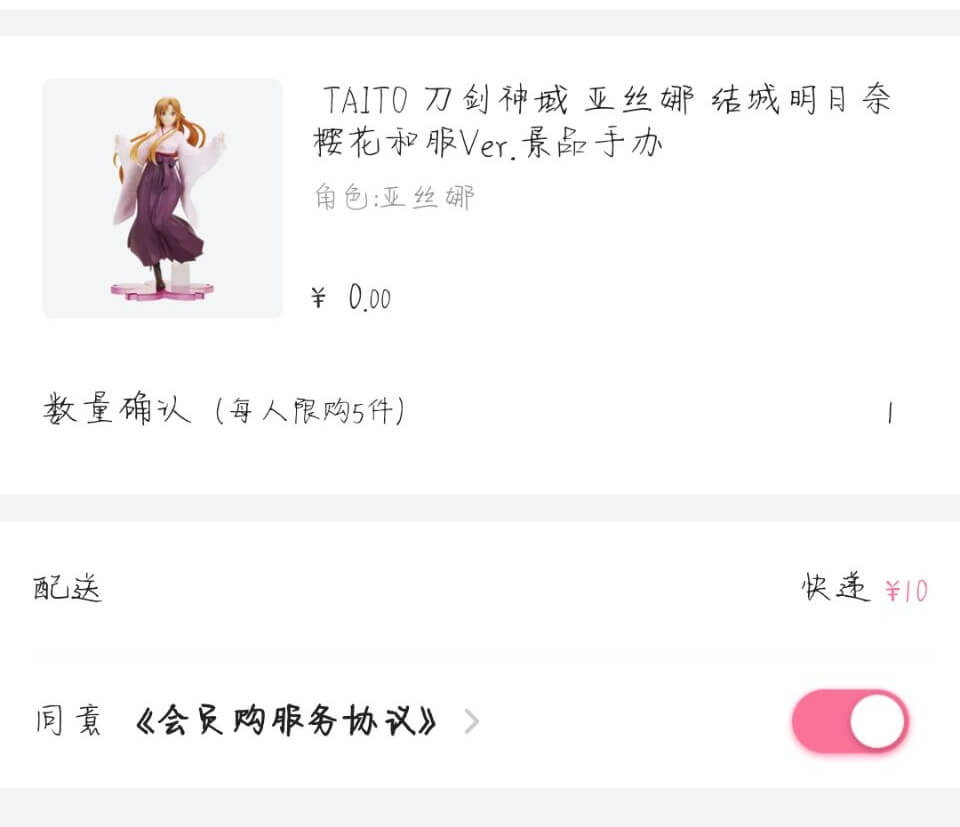 TAITO 刀剑神域 亚丝娜 结城明日奈
樱花和服Ver.景品手办
角色:亚丝娜
¥ 0.00
数量确认 (每人限购5件)
1
配送
快递 ¥10
同意 《会员购服务协议》